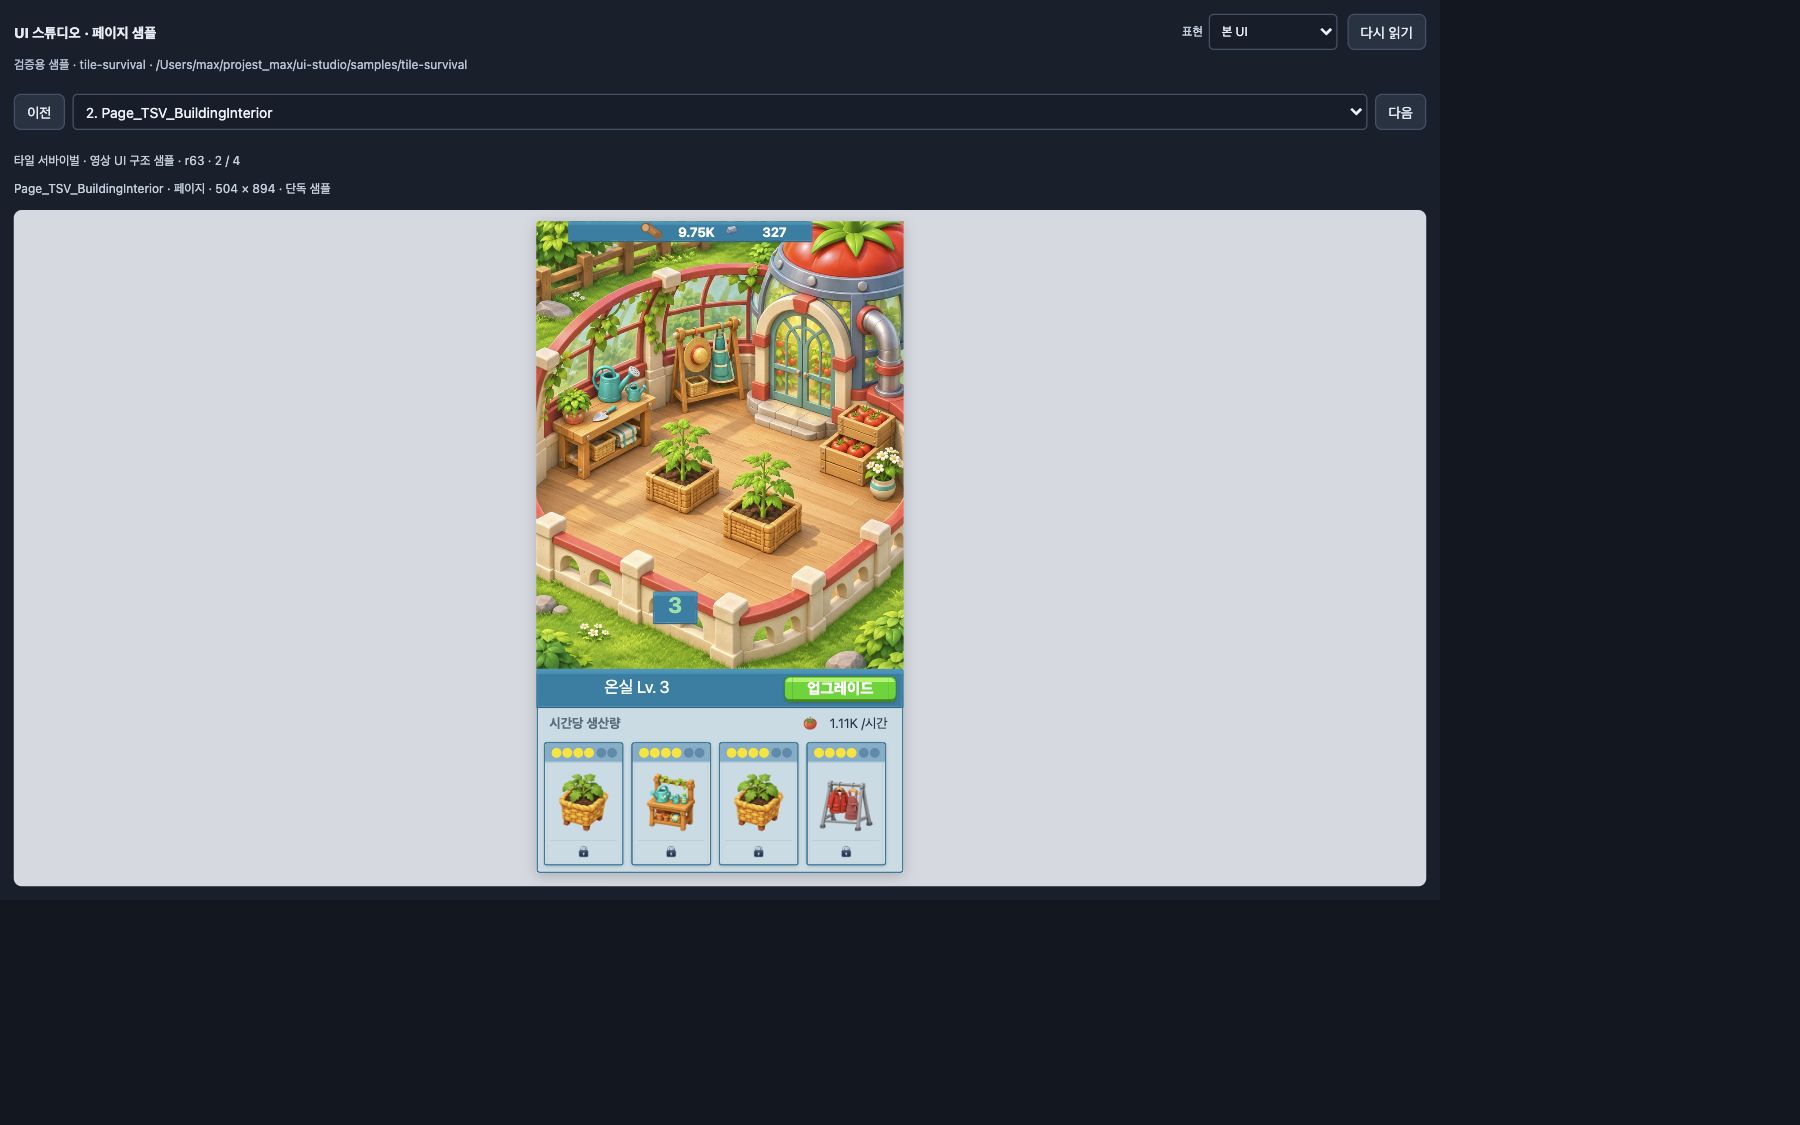 UI 스튜디오 · 페이지 샘플
표현
본 UI
다시 읽기
검증용 샘플 · tile-survival · /Users/max/projest_max/ui-studio/samples/tile-survival
이전
2. Page_TSV_BuildingInterior
다음
타일 서바이벌 · 영상 UI 구조 샘플 · r63 · 2 / 4
Page_TSV_BuildingInterior · 페이지 · 504 × 894 · 단독 샘플
9.75K
327
3
온실 Lv. 3
업그레이드
시간당 생산량
1.11K /시간